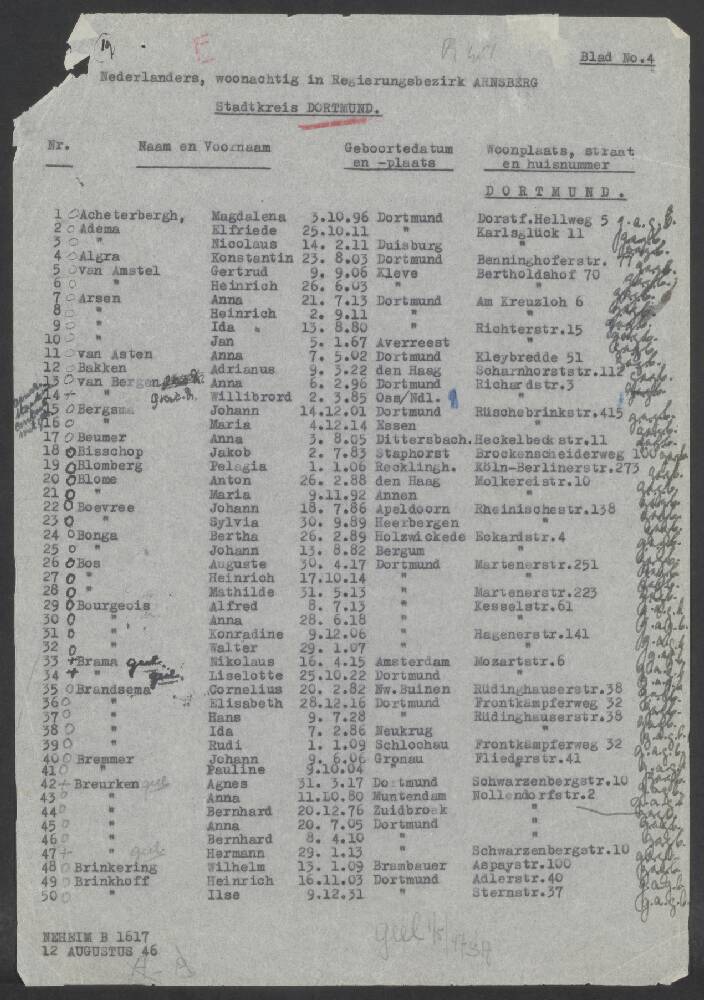 Blad No.4
Nederlanders, woonachtig in Regierungsbezirk ARNSBERG
Stadtkreis DORTMUND.
Nr. Naam en Voornaam Geboortedatum en -plaats Woonplaats, straat en huisnummer
DORTMUND.
1 Acheterbergh, Magdalena 3.10.96 Dortmund Dorstf.Hellweg 5 g.a.g.b.
2 Adema Elfriede 25.10.11 " Karlsglück 11
3 " Nicolaus 14. 2.11 Duisburg "
4 Algra Konstantin 23. 8.03 Dortmund Benninghoferstr. 77
5 van Amstel Gertrud 9. 9.06 Kleve Bertholdshof 70
6 " Heinrich 26. 6.03 " "
7 Arsen Anna 21. 7.13 Dortmund Am Kreuzloh 6
8 " Heinrich 2. 9.11 " "
9 " Ida 13. 8.80 " Richterstr.15
10 " Jan 5. 1.67 Averreest "
11 van Asten Anna 7. 5.02 Dortmund Kleybredde 51
12 Bakken Adrianus 9. 3.22 den Haag Scharnhorststr.112
13 van Bergen Anna 6. 2.96 Dortmund Richardstr.3
14 + " Willibrord 2. 3.85 Oss/Ndl. "
15 Bergsma Johann 14.12.01 Dortmund Rüschebrinkstr.415
16 " Maria 4.12.14 Essen "
17 Beumer Anna 3. 8.05 Dittersbach. Heckelbeckstr.11
18 Bisschop Jakob 2. 7.83 Staphorst Brockenscheiderweg 100
19 Blomberg Pelagia 1. 1.06 Recklingh. Köln-Berlinerstr.273
20 Blome Anton 26. 2.88 den Haag Molkereistr.10
21 " Maria 9.11.92 Annen "
22 Boevree Johann 18. 7.86 Apeldoorn Rheinischestr.138
23 " Sylvia 30. 9.89 Heerbergen "
24 Bonga Bertha 26. 2.89 Holzwickede Eckardstr.4
25 " Johann 13. 8.82 Bergum "
26 Bos Auguste 30. 4.17 Dortmund Martenerstr.251
27 " Heinrich 17.10.14 " "
28 " Mathilde 31. 5.13 " Martenerstr.223
29 Bourgeois Alfred 8. 7.13 " Kesselstr.61
30 " Anna 28. 6.18 " "
31 " Konradine 9.12.06 " Hagenerstr.141
32 " Walter 29. 1.07 " "
33 + Brama Nikolaus 16. 4.15 Amsterdam Mozartstr.6
34 + " Liselotte 25.10.22 Dortmund "
35 Brandsema Cornelius 20. 2.82 Nw.Buinen Rüdinghauserstr.38
36 " Elisabeth 28.12.16 Dortmund Frontkämpferweg 32
37 " Hans 9. 7.28 " Rüdinghauserstr.38
38 " Ida 7. 2.86 Neukrug "
39 " Rudi 1. 1.09 Schlochau Frontkämpferweg 32
40 Bremmer Johann 9. 6.06 Gronau Fliederstr.41
41 " Pauline 9.10.04 "
42 + Breurken Agnes 31. 3.17 Dortmund Schwarzenbergstr.10
43 " Anna 11.10.80 Muntendam Nollendorfstr.2
44 " Bernhard 20.12.76 Zuidbroek "
45 " Anna 20. 7.05 Dortmund "
46 " Bernhard 8. 4.10 " "
47 + " Hermann 29. 1.13 " Schwarzenbergstr.10
48 Brinkering Wilhelm 13. 1.09 Brambauer Aspaystr.100
49 Brinkhoff Heinrich 16.11.03 Dortmund Adlerstr.40
50 " Ilse 9.12.31 " Sternstr.37
NEHEIM B 1617
12 AUGUSTUS 46